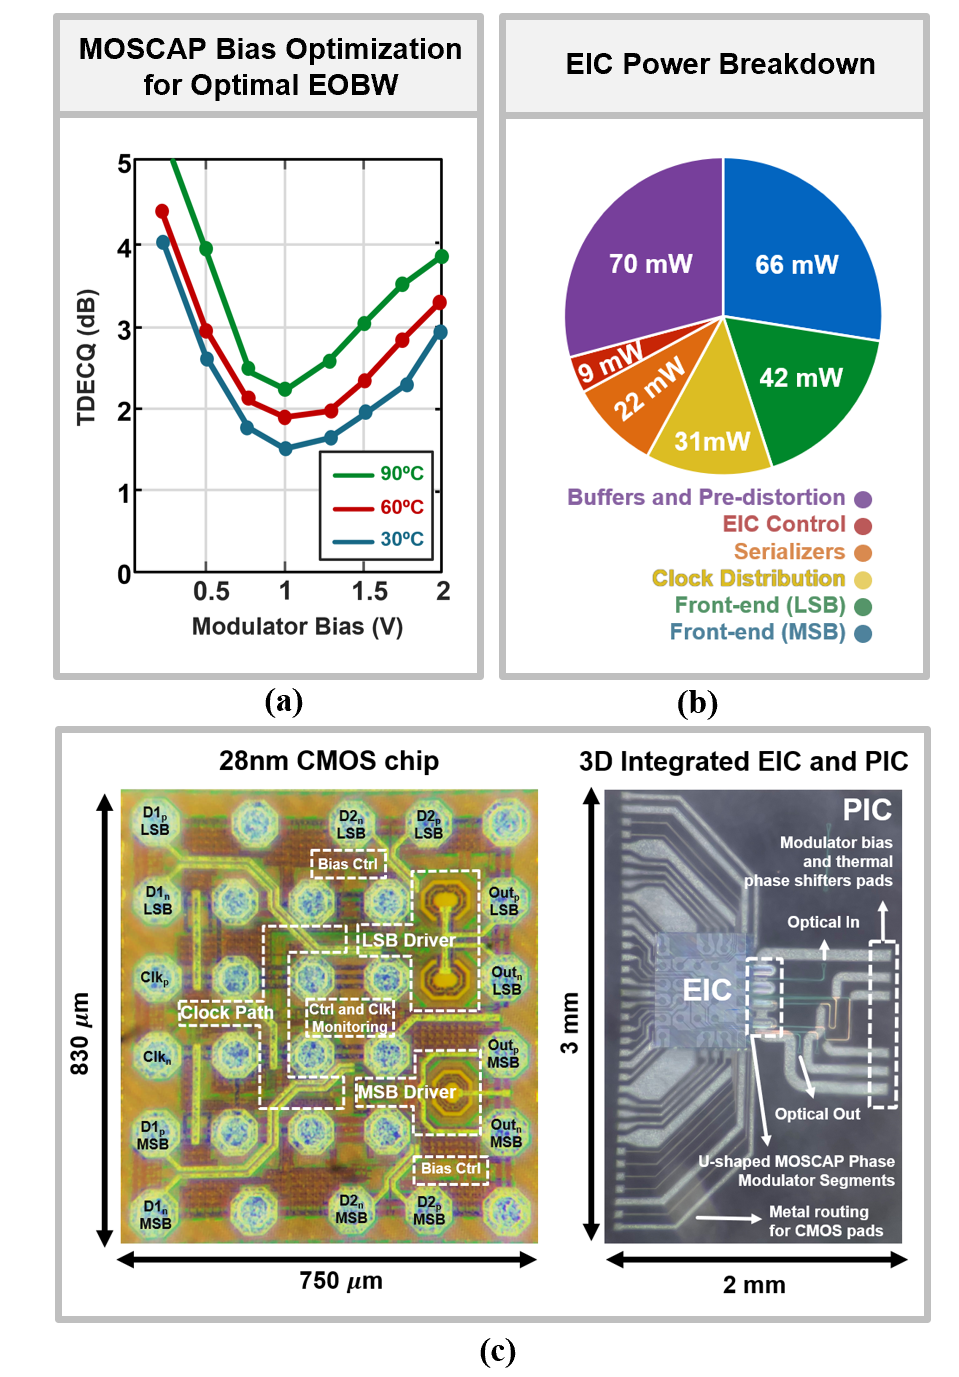 MOSCAP Bias Optimization
for Optimal EOBW
TDECQ (dB)
5
4
3
2
1
0
0.5
1
1.5
2
90ºC
60ºC
30ºC
Modulator Bias (V)
(a)
EIC Power Breakdown
70 mW
66 mW
9 mW
22 mW
31mW
42 mW
Buffers and Pre-distortion
EIC Control
Serializers
Clock Distribution
Front-end (LSB)
Front-end (MSB)
(b)
28nm CMOS chip
830 µm
750 µm
D1p
LSB
D2n
LSB
D2p
LSB
Bias Ctrl
D1n
LSB
Outp
LSB
LSB Driver
Clkp
Outn
LSB
Clock Path
Ctrl and Clk
Monitoring
Clkn
Outp
MSB
MSB Driver
D1p
MSB
Outn
MSB
Bias Ctrl
D1n
MSB
D2n
MSB
D2p
MSB
3D Integrated EIC and PIC
3 mm
2 mm
PIC
Modulator bias
and thermal
phase shifters pads
Optical In
EIC
Optical Out
U-shaped MOSCAP Phase
Modulator Segments
Metal routing
for CMOS pads
(c)